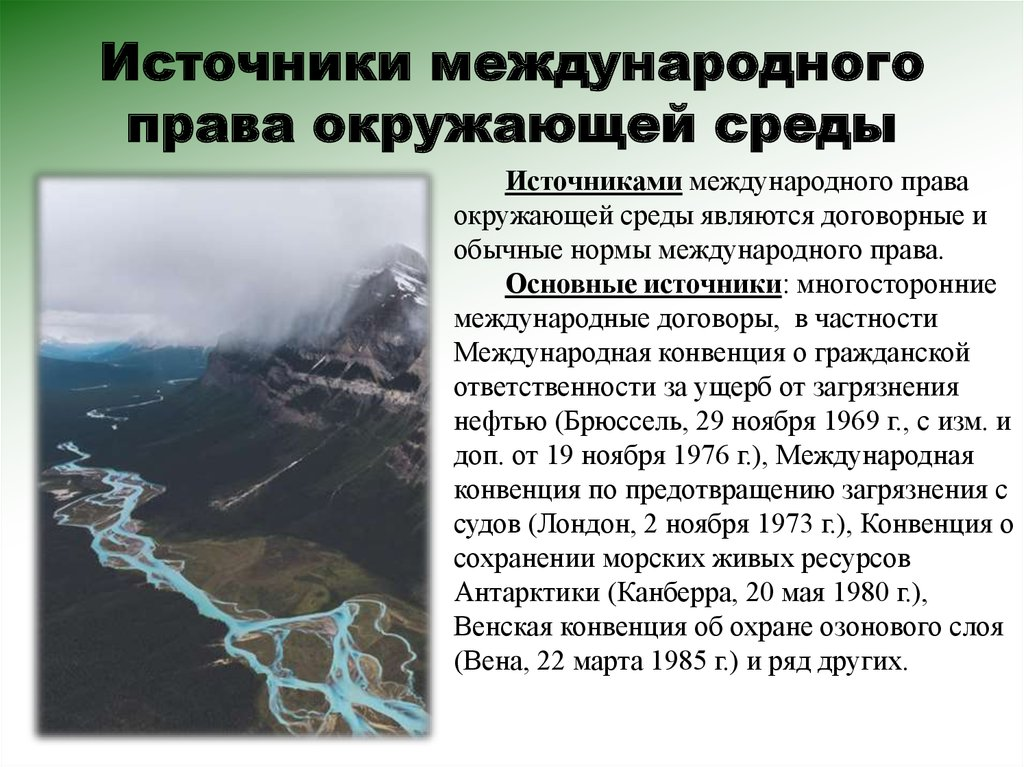 Источники международного
права окружающей среды
Источниками международного права
окружающей среды являются договорные и
обычные нормы международного права.
Основные источники: многосторонние
международные договоры,  в частности
Международная конвенция о гражданской
ответственности за ущерб от загрязнения
нефтью (Брюссель, 29 ноября 1969 г., с изм. и
доп. от 19 ноября 1976 г.), Международная
конвенция по предотвращению загрязнения с
судов (Лондон, 2 ноября 1973 г.), Конвенция о
сохранении морских живых ресурсов
Антарктики (Канберра, 20 мая 1980 г.),
Венская конвенция об охране озонового слоя
(Вена, 22 марта 1985 г.) и ряд других.